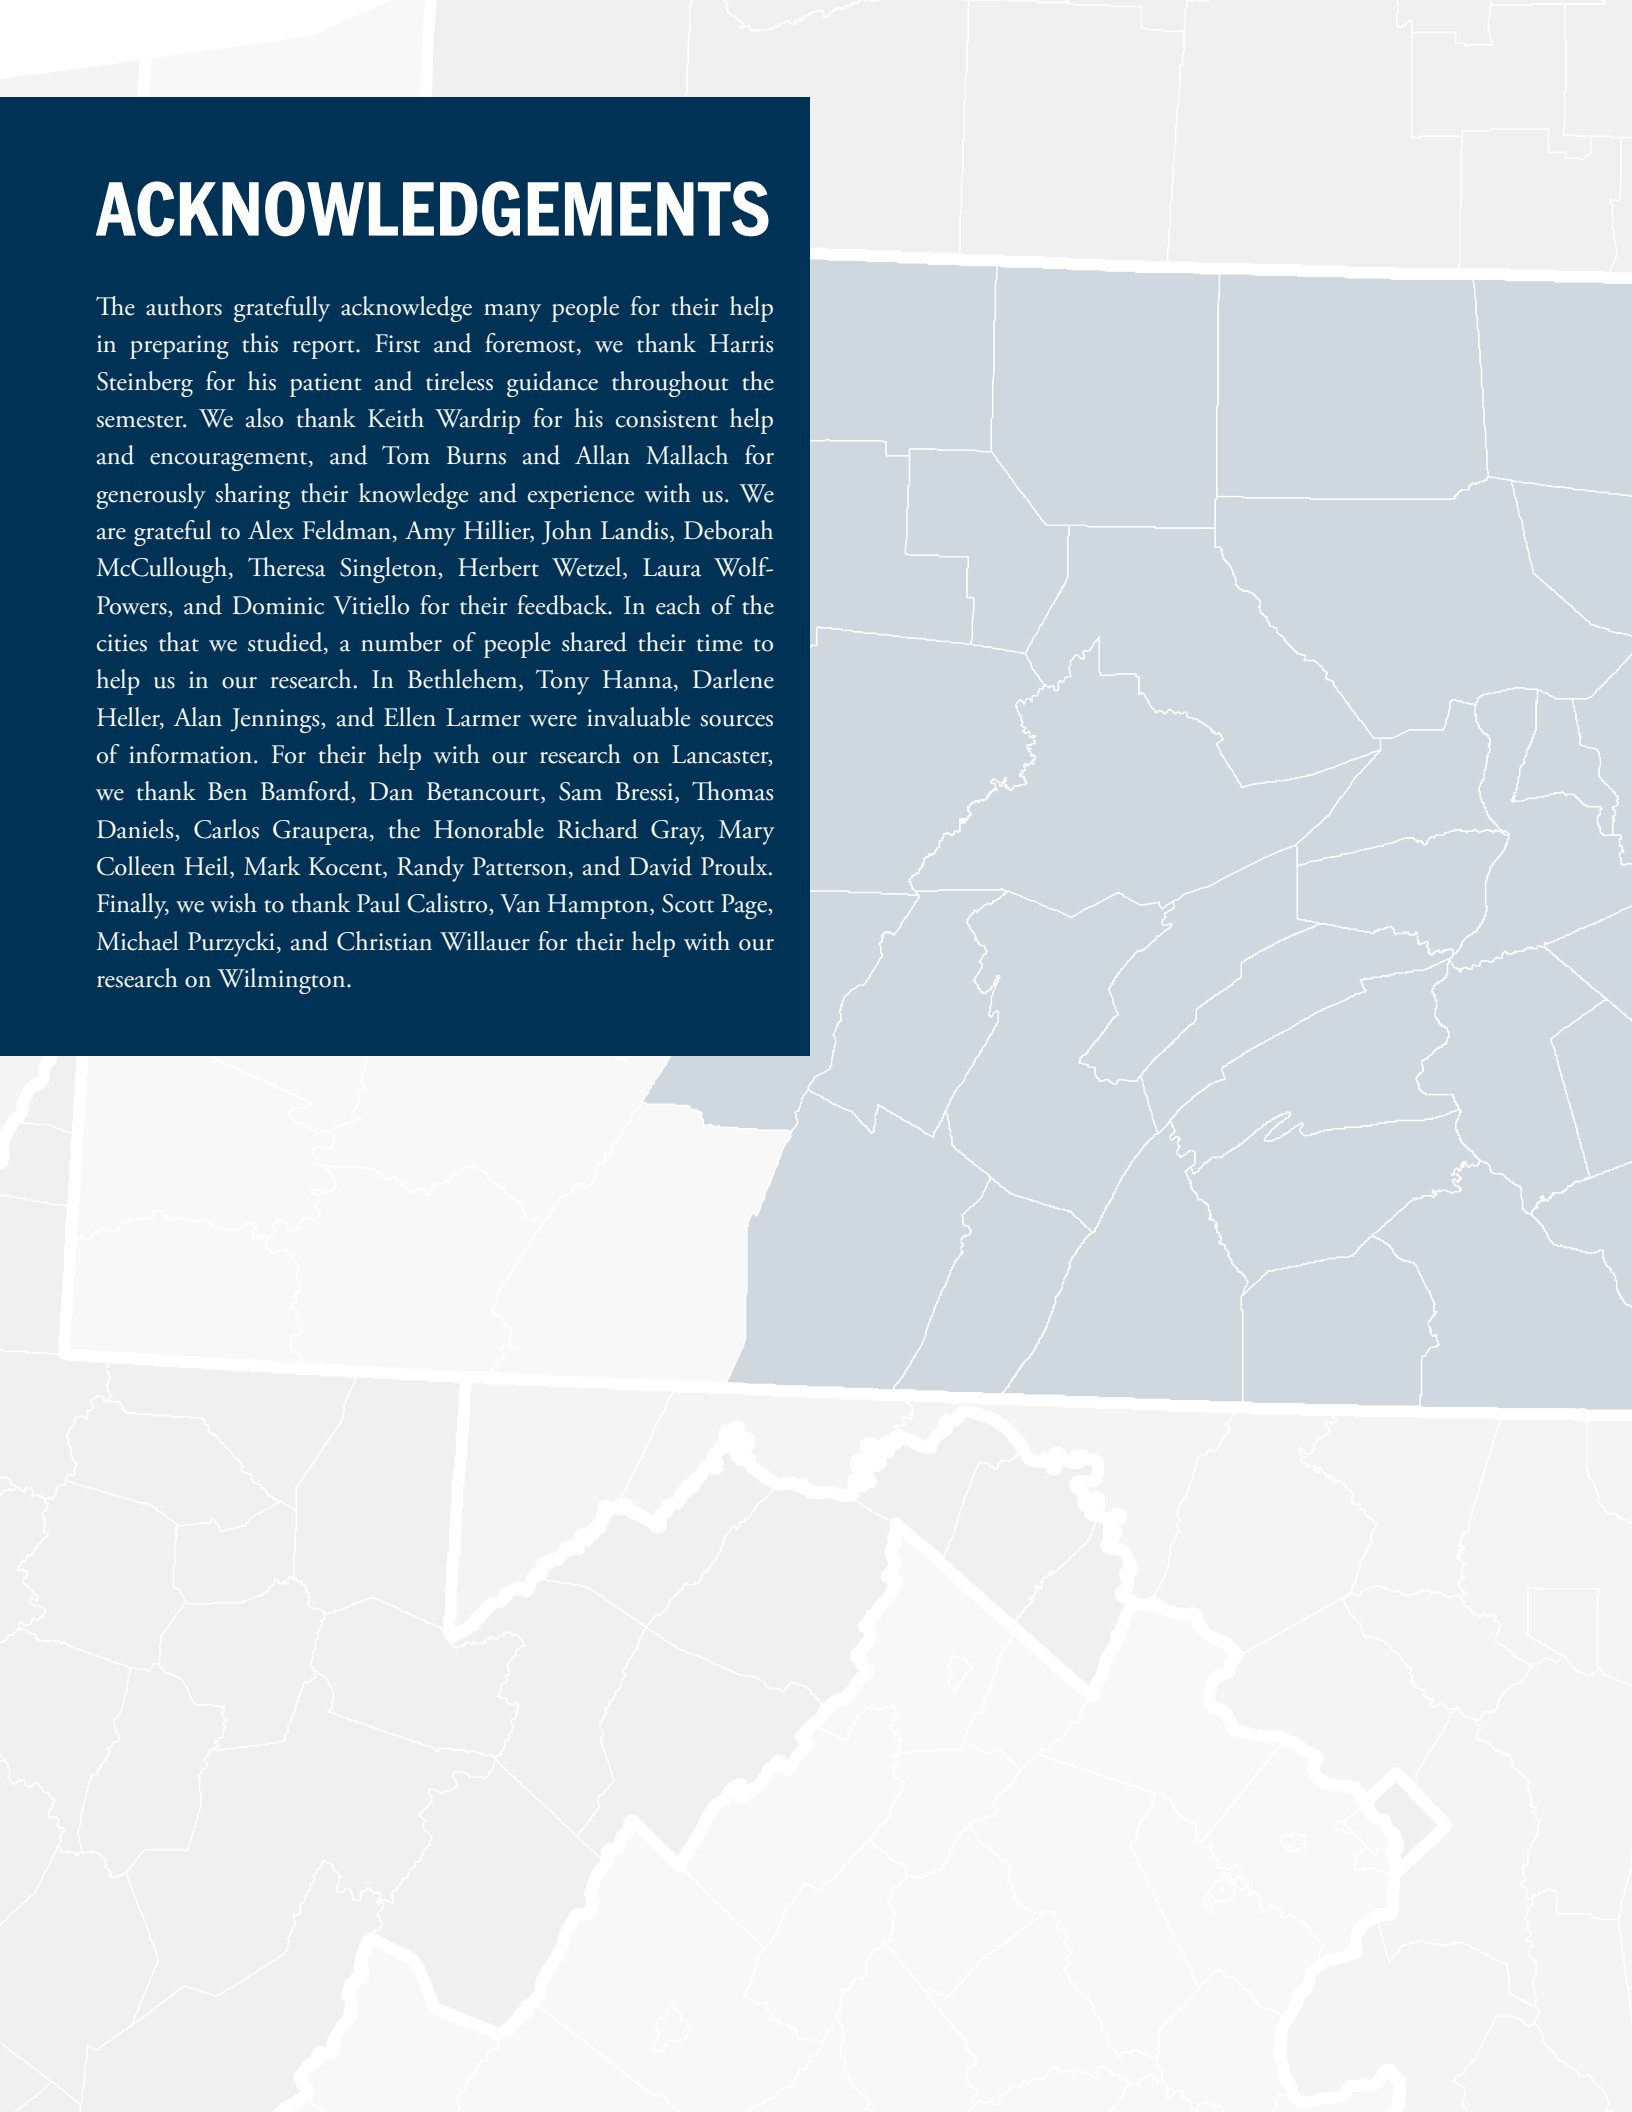 ACKNOWLEDGEMENTS
The authors gratefully acknowledge many people for their help
in preparing this report. First and foremost, we thank Harris
Steinberg for his patient and tireless guidance throughout the
semester. We also thank Keith Wardrip for his consistent help
and encouragement, and Tom Burns and Allan Mallach for
generously sharing their knowledge and experience with us. We
are grateful to Alex Feldman, Amy Hillier, John Landis, Deborah
McCullough, Theresa Singleton, Herbert Wetzel, Laura Wolf-
Powers, and Dominic Vitiello for their feedback. In each of the
cities that we studied, a number of people shared their time to
help us in our research. In Bethlehem, Tony Hanna, Darlene
Heller, Alan Jennings, and Ellen Larmer were invaluable sources
of information. For their help with our research on Lancaster,
we thank Ben Bamford, Dan Betancourt, Sam Bressi, Thomas
Daniels, Carlos Graupera, the Honorable Richard Gray, Mary
Colleen Heil, Mark Kocent, Randy Patterson, and David Proulx.
Finally, we wish to thank Paul Calistro, Van Hampton, Scott Page,
Michael Purzycki, and Christian Willauer for their help with our
research on Wilmington.